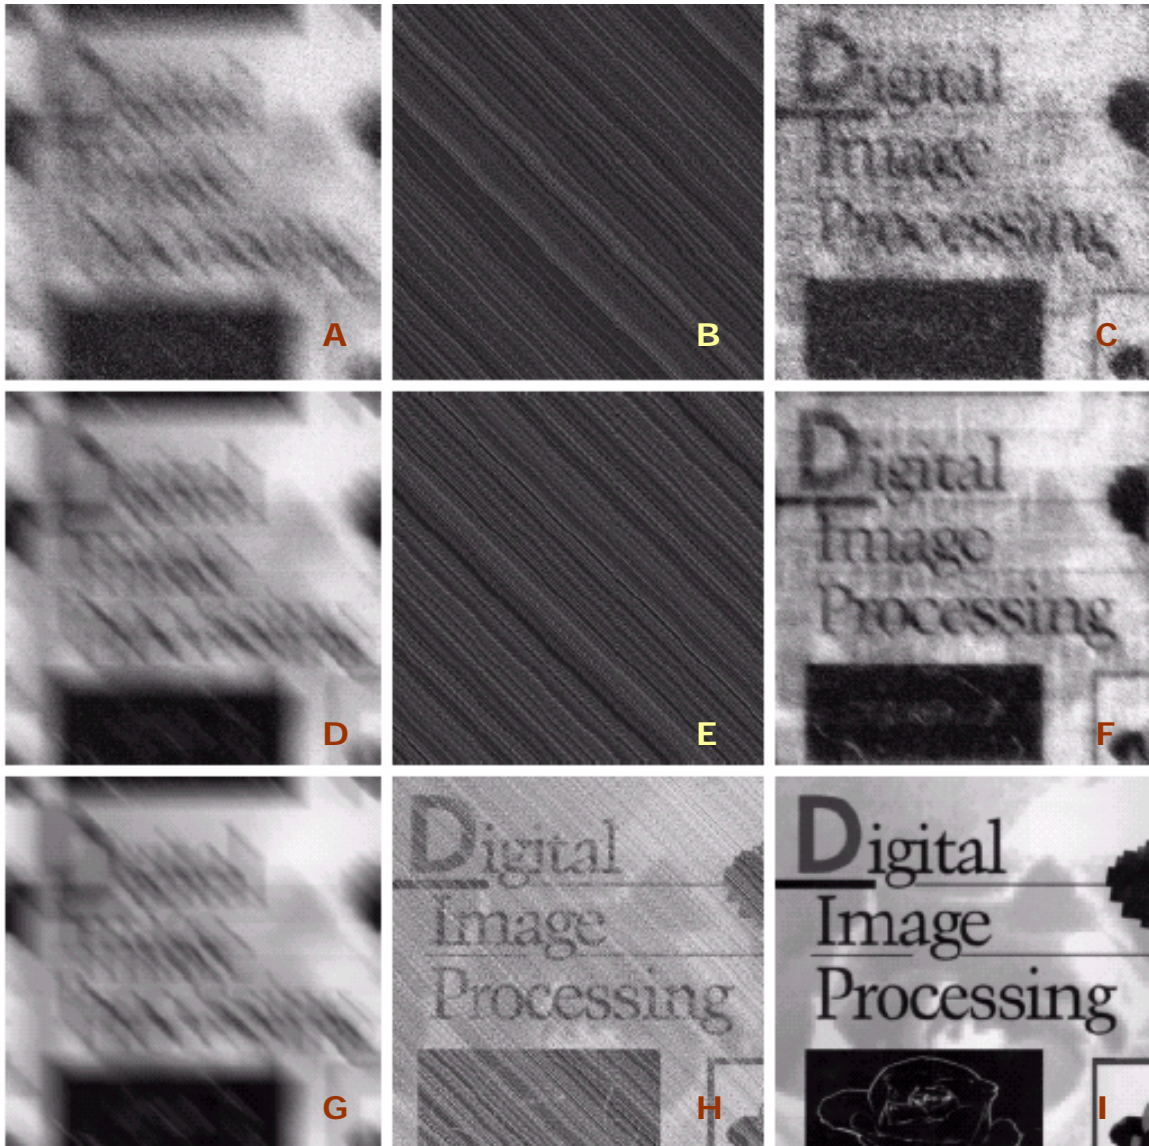 A
B
Digital
Image
Processing
C
D
E
Digital
Image
Processing
F
G
Digital
Image
Processing
H
Digital
Image
Processing
I